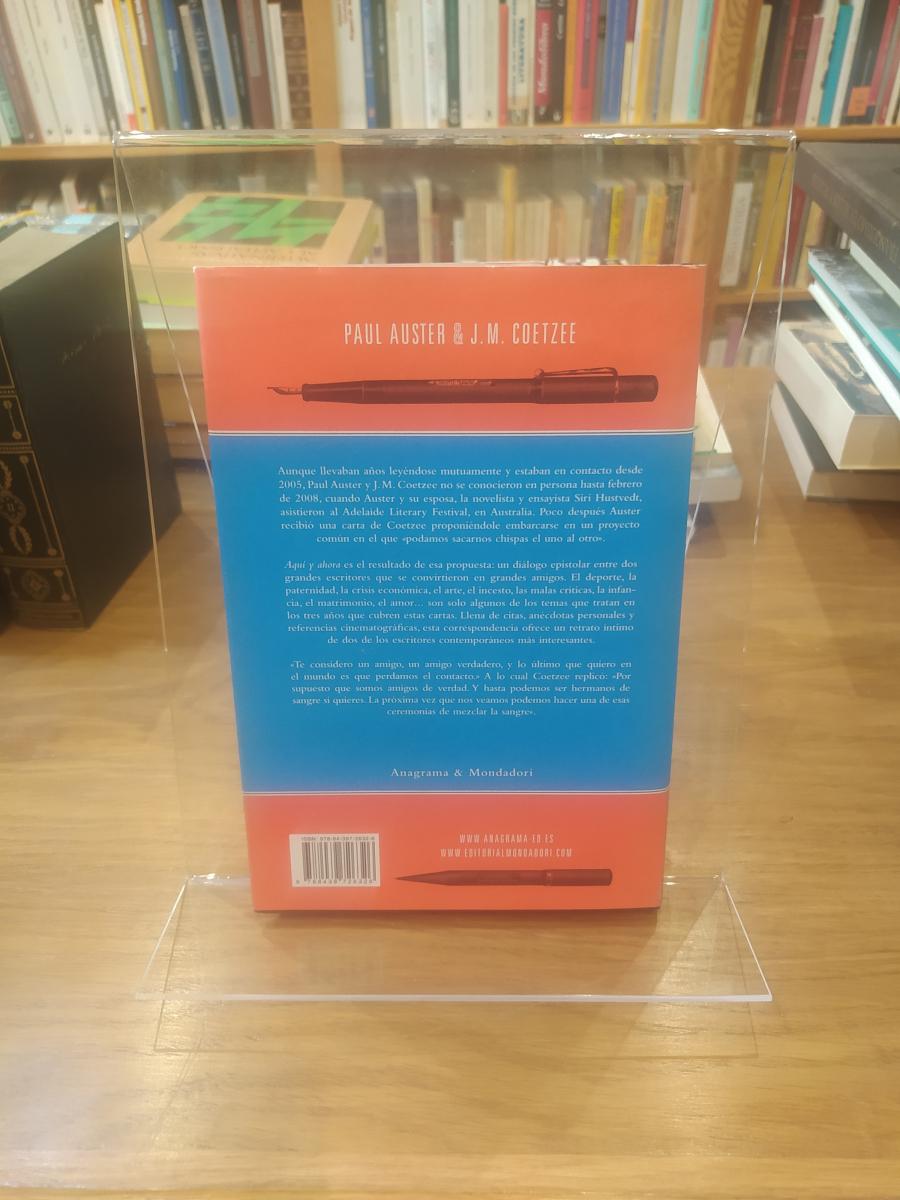 PAUL AUSTER & J.M. COETZEE
Aunque llevaban años leyéndose mutuamente y estaban en contacto desde
2005, Paul Auster y J. M. Coetzee no se conocieron en persona hasta febrero
de 2008, cuando Auster y su esposa, la novelista y ensayista Siri Hustvedt,
asistieron al Adelaide Literary Festival, en Australia. Poco después Auster
recibió una carta de Coetzee proponiéndole embarcarse en un proyecto
común en el que «podamos sacarnos chispas el uno al otro».
Aquí y ahora es el resultado de esa propuesta: un diálogo epistolar entre dos
grandes escritores que se convirtieron en grandes amigos. El deporte, la
paternidad, la crisis económica, el arte, el incesto, las malas críticas, la infan-
cia, el matrimonio, el amor... son solo algunos de los temas que tratan en
los tres años que cubren estas cartas. Llena de citas, anécdotas personales y
referencias cinematográficas, esta correspondencia ofrece un retrato íntimo
de dos de los escritores contemporáneos más interesantes.
«Te considero un amigo, un amigo verdadero, y lo último que quiero en
el mundo es que perdamos el contacto.» A lo cual Coetzee replicó: «Por
supuesto que somos amigos de verdad. Y hasta podemos ser hermanos de
sangre si quieres. La próxima vez que nos veamos podemos hacer una de esas
ceremonias de mezclar la sangre».
Anagrama & Mondadori
WWW.ANAGRAMA-ED.ES
WWW.EDITORIALMONDADORI.COM